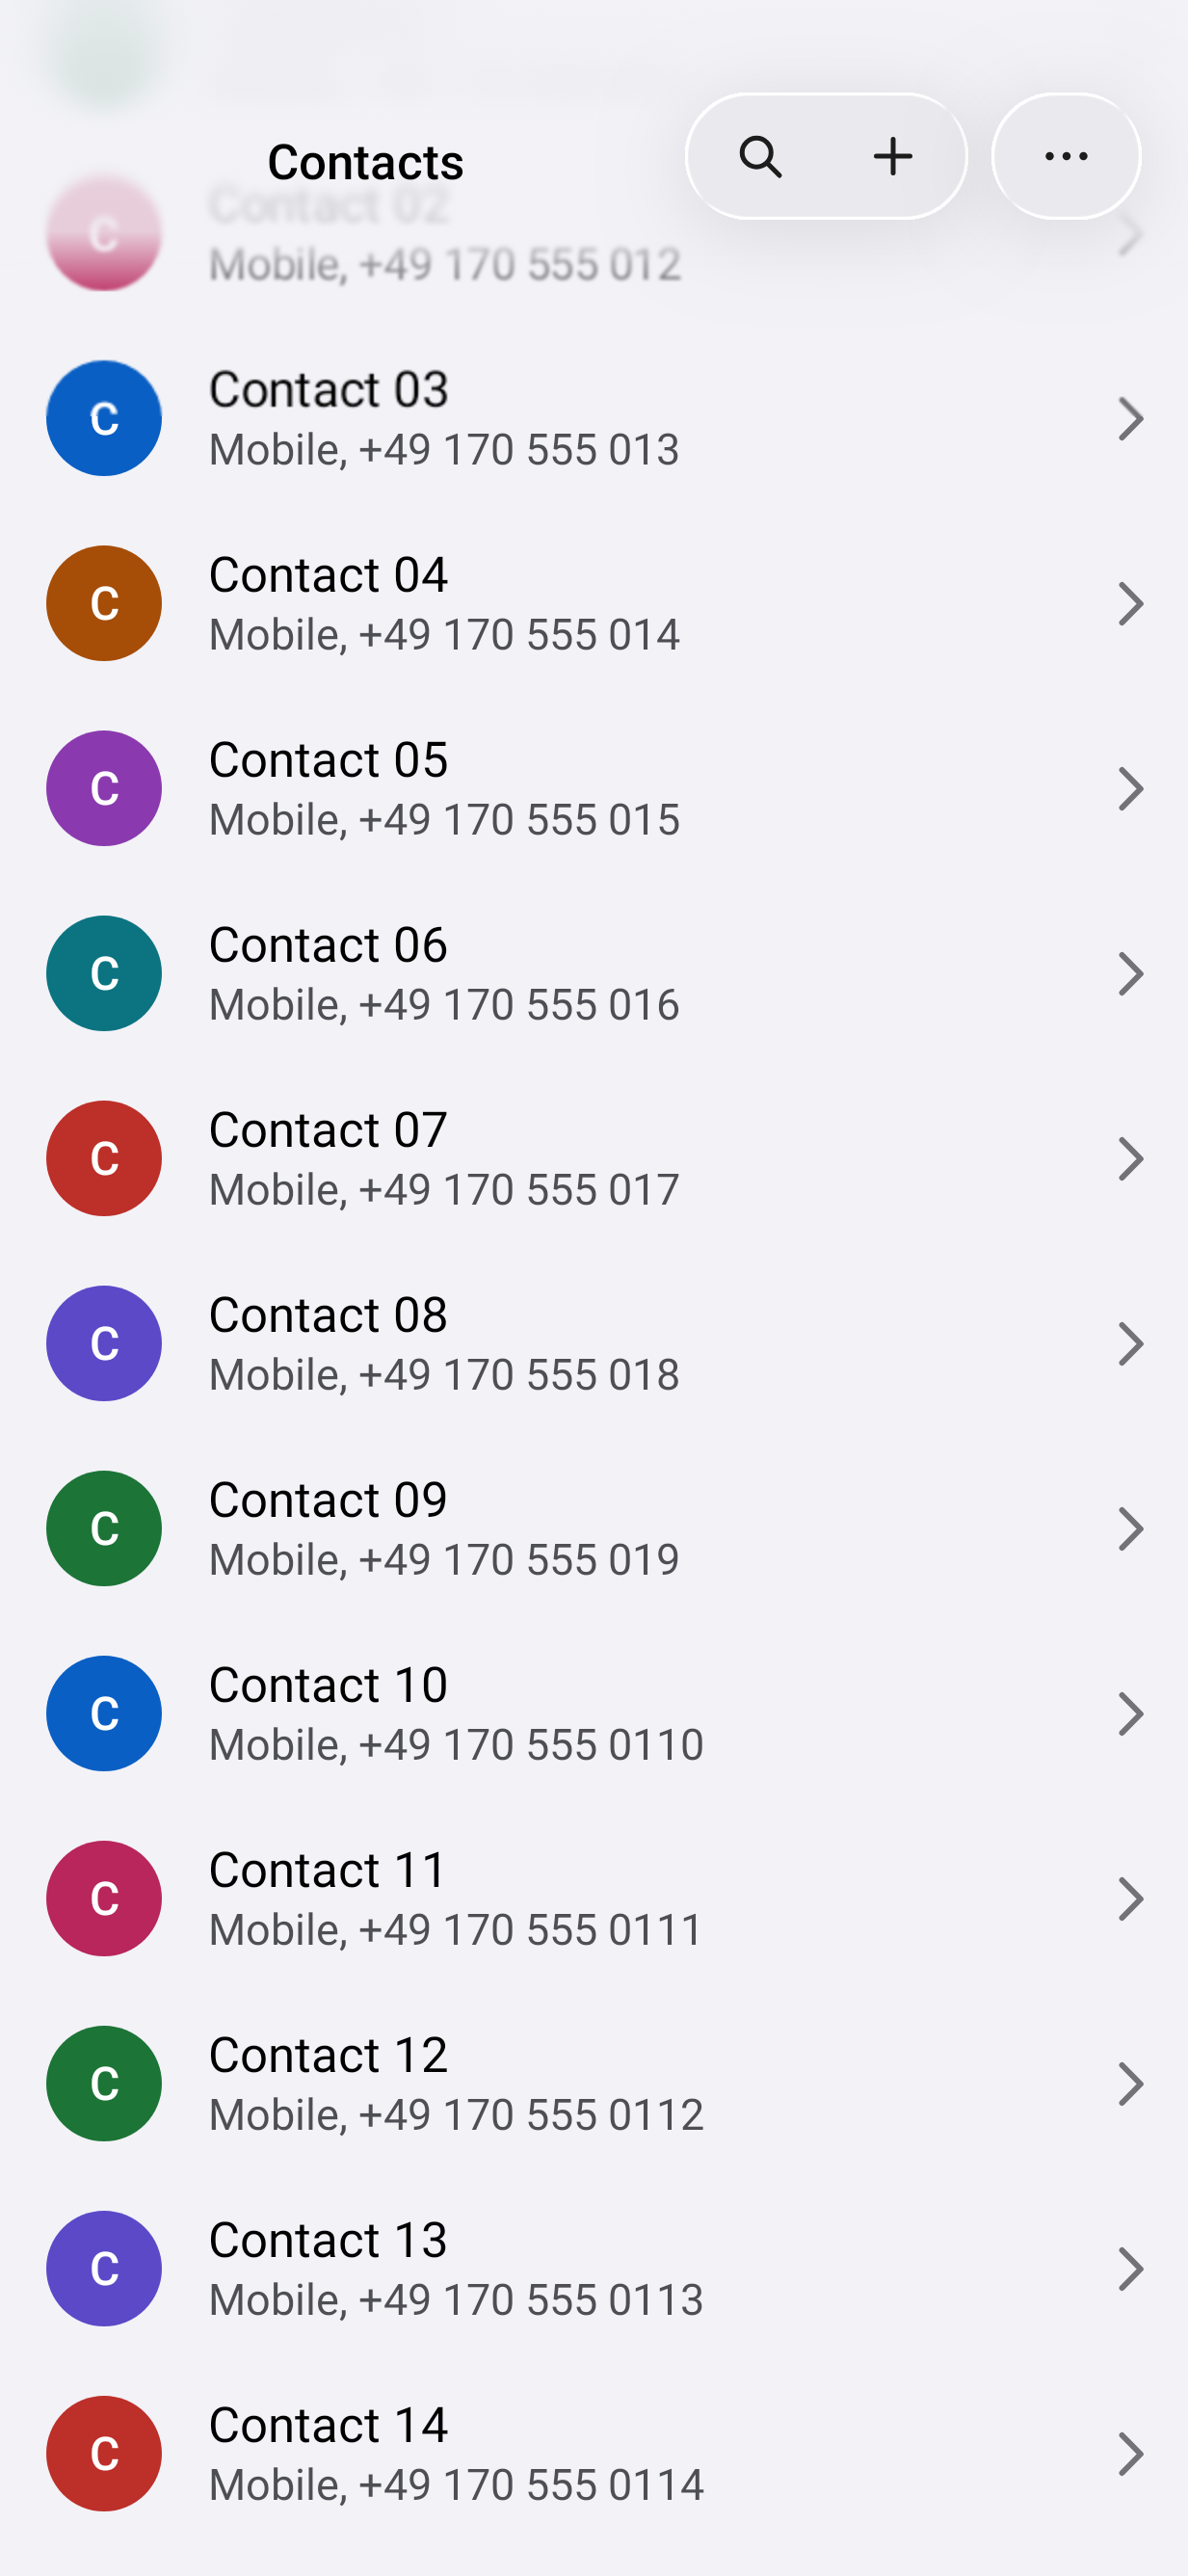 Contacts
C
Contact 02
Mobile, +49 170 555 012
C
Contact 03
Mobile, +49 170 555 013
C
Contact 04
Mobile, +49 170 555 014
C
Contact 05
Mobile, +49 170 555 015
C
Contact 06
Mobile, +49 170 555 016
C
Contact 07
Mobile, +49 170 555 017
C
Contact 08
Mobile, +49 170 555 018
C
Contact 09
Mobile, +49 170 555 019
C
Contact 10
Mobile, +49 170 555 0110
C
Contact 11
Mobile, +49 170 555 0111
C
Contact 12
Mobile, +49 170 555 0112
C
Contact 13
Mobile, +49 170 555 0113
C
Contact 14
Mobile, +49 170 555 0114